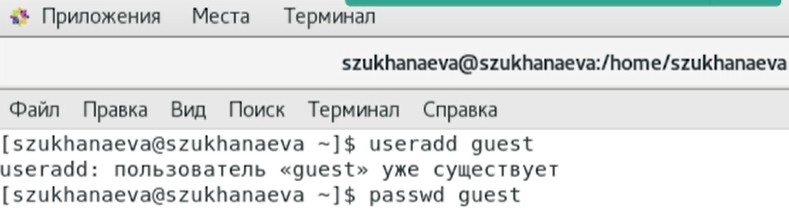 Приложения Места Терминал
szukhanaeva@szukhanaeva:/home/szukhanaeva
Файл Правка Вид Поиск Терминал Справка
[szukhanaeva@szukhanaeva ~]$ useradd guest
useradd: пользователь «guest» уже существует
[szukhanaeva@szukhanaeva ~]$ passwd guest